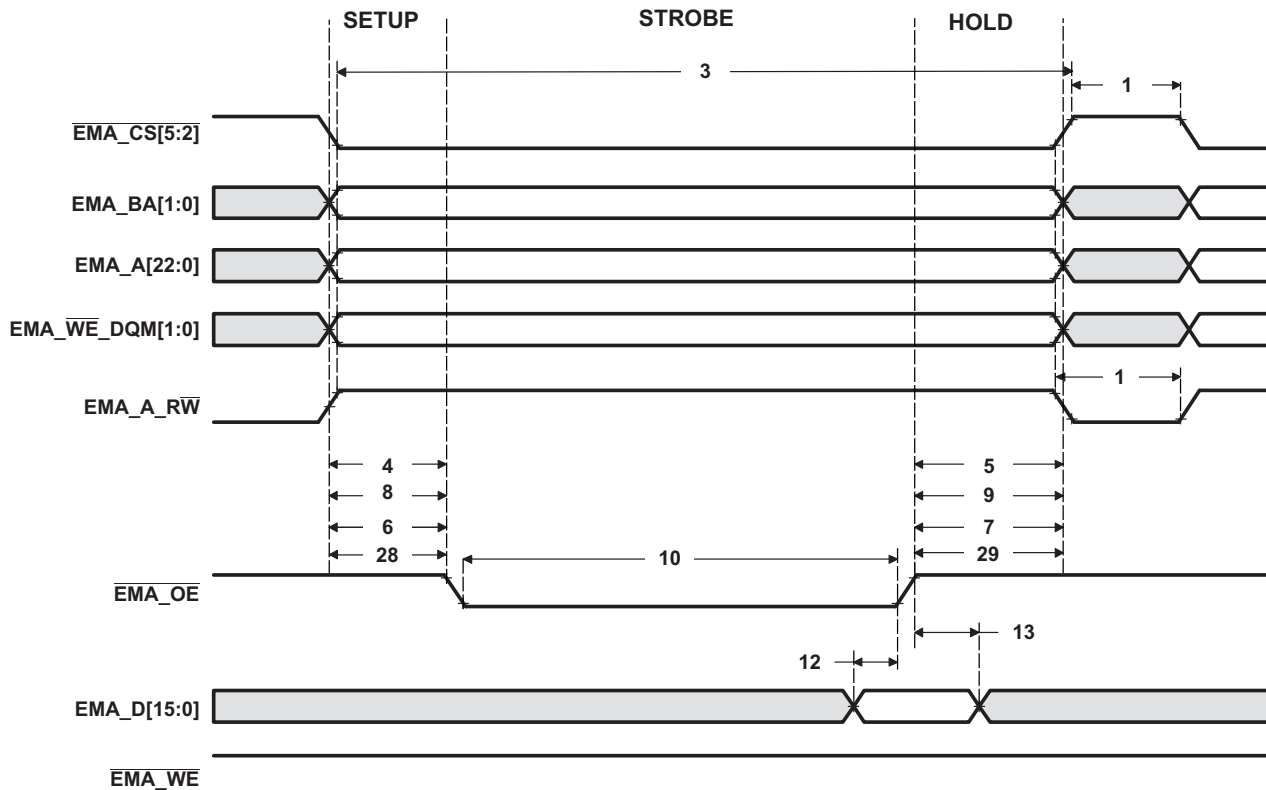 SETUP STROBE HOLD
3
1
EMA_CS[5:2]
EMA_BA[1:0]
EMA_A[22:0]
EMA_WE_DQM[1:0]
1
EMA_A_RW
4 5
8 9
6 7
28 29
10
EMA_OE
13
12
EMA_D[15:0]
EMA_WE